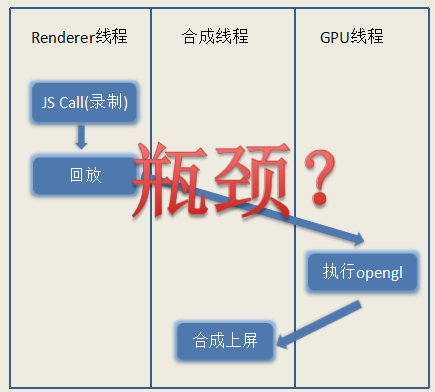 Renderer线程
合成线程
GPU线程
JS Call(录制)
回放
瓶颈?
执行opengl
合成上屏